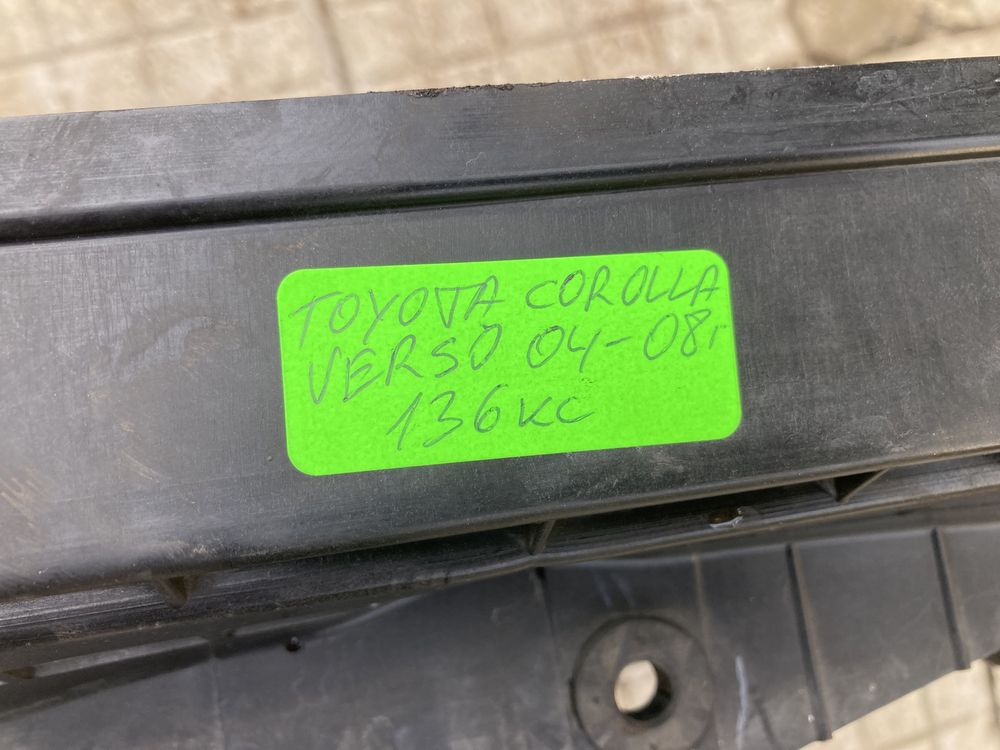 TOYOTA COROLLA
VERSO 04-08г
136кс